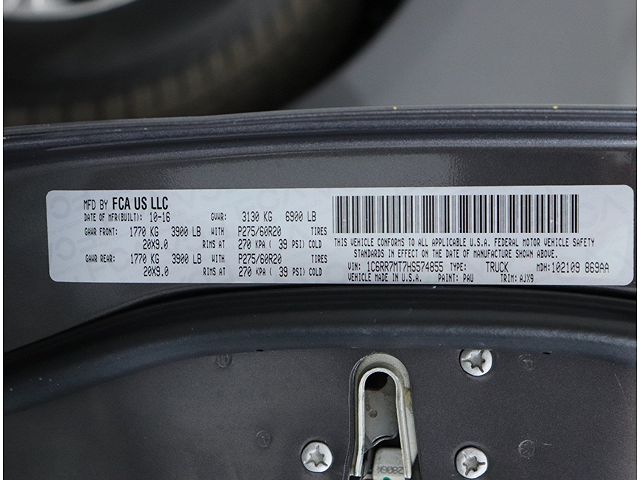 MFD BY FCA US LLC
DATE OF MFR(BUILT): 10-16 GVWR: 3130 KG 6900 LB
GAWR FRONT: 1770 KG 3900 LB WITH P275/60R20 TIRES
20X9.0 RIMS AT 270 KPA ( 39 PSI) COLD
GAWR REAR: 1770 KG 3900 LB WITH P275/60R20 TIRES
20X9.0 RIMS AT 270 KPA ( 39 PSI) COLD
THIS VEHICLE CONFORMS TO ALL APPLICABLE U.S.A. FEDERAL MOTOR VEHICLE SAFETY
STANDARDS IN EFFECT ON THE DATE OF MANUFACTURE SHOWN ABOVE
VIN: 1C6RR7MT7HS574855 TYPE: TRUCK MDH: 102109 869AA
VEHICLE MADE IN U.S.A. PAINT: PAU TRIM: AJX9